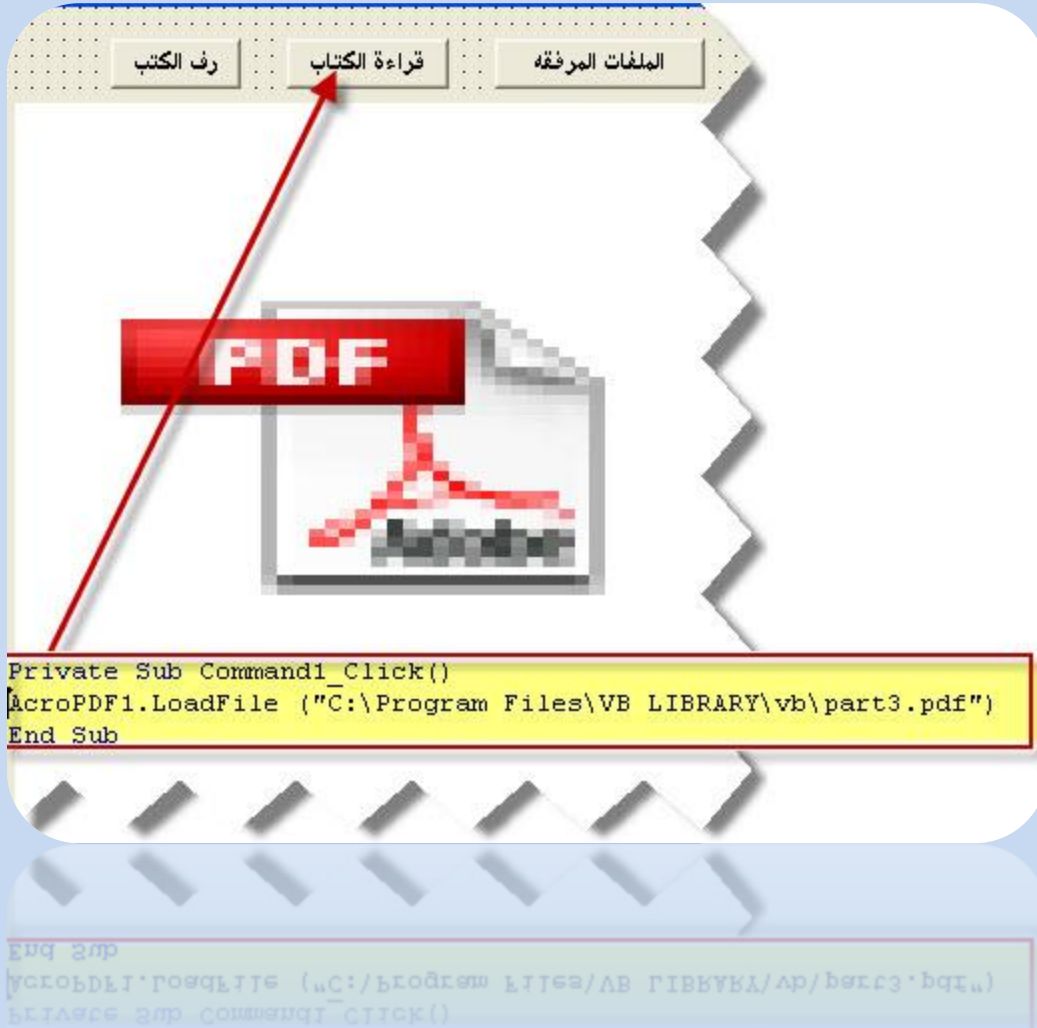 الملفات المرفقه
قراءة الكتاب
رف الكتب
PDF
Adobe
Private Sub Command1_Click()
AcroPDF1.LoadFile ("C:\Program Files\VB LIBRARY\vb\part3.pdf")
End Sub